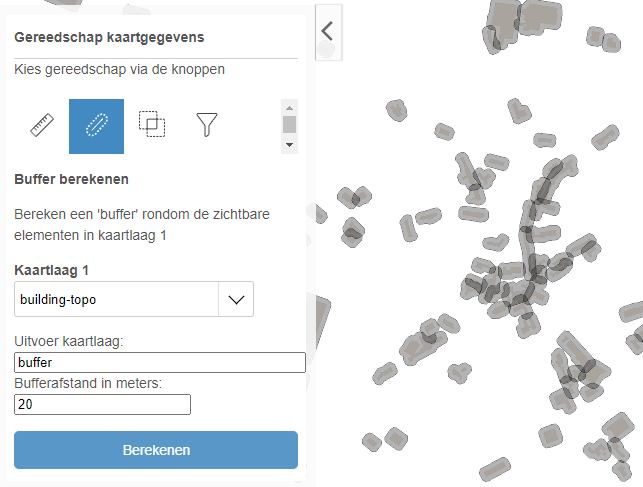 Gereedschap kaartgegevens
Kies gereedschap via de knoppen
Buffer berekenen
Bereken een 'buffer' rondom de zichtbare
elementen in kaartlaag 1
Kaartlaag 1
building-topo
Uitvoer kaartlaag:
buffer
Bufferafstand in meters:
20
Berekenen